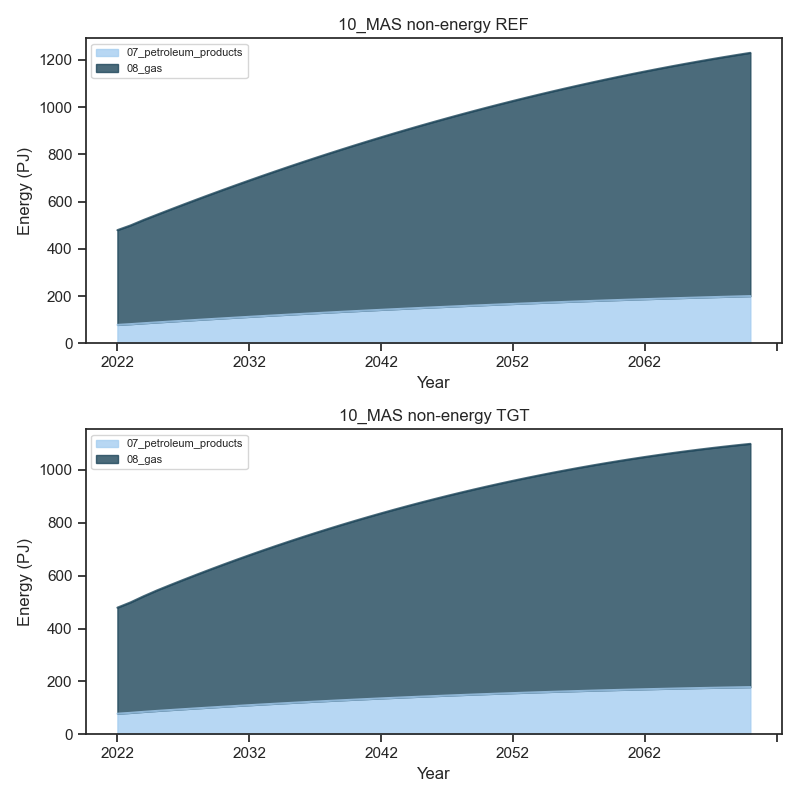 10_MAS non-energy REF
07_petroleum_products
08_gas
1200
1000
800
600
400
200
0
Energy (PJ)
2022 2032 2042 2052 2062
Year
10_MAS non-energy TGT
07_petroleum_products
08_gas
1000
800
600
400
200
0
Energy (PJ)
2022 2032 2042 2052 2062
Year